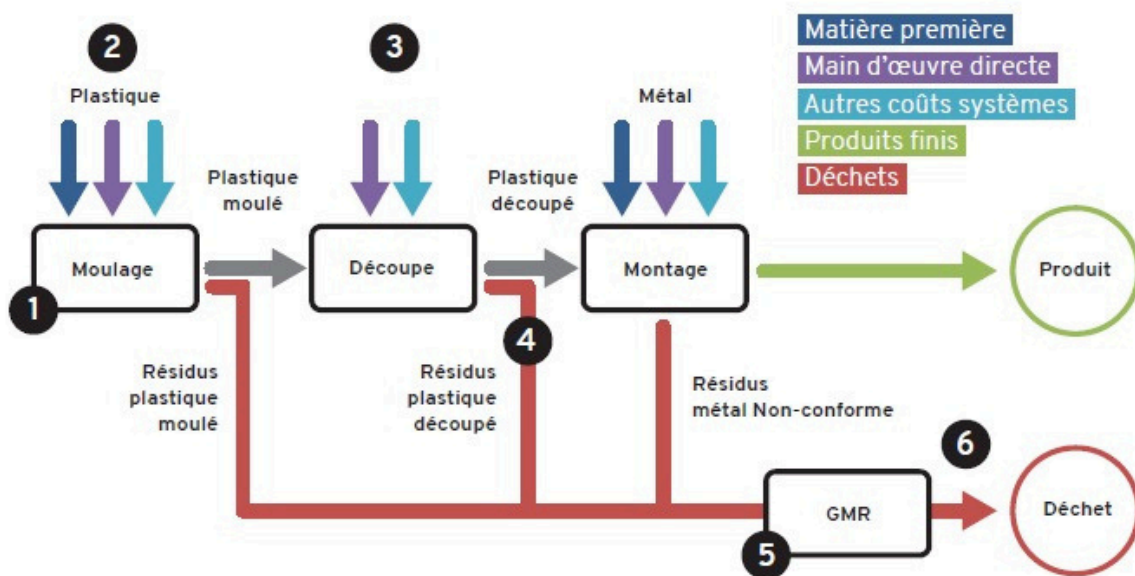 2
3
Matière première
Main d'œuvre directe
Autres coûts systèmes
Produits finis
Déchets
Plastique
Métal
Plastique
moulé
Plastique
découpé
Moulage
Découpe
Montage
Produit
1
4
Résidus
plastique
moulé
Résidus
plastique
découpé
Résidus
métal Non-conforme
6
GMR
Déchet
5